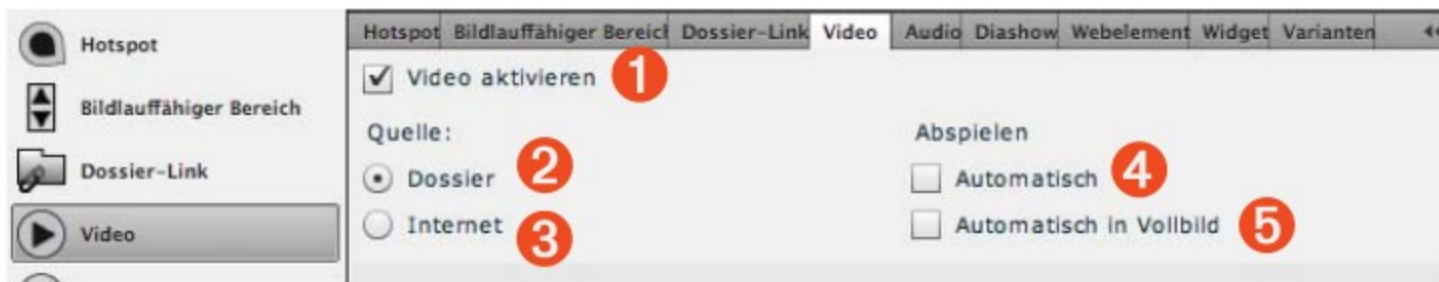 Hotspot
Bildlauffähiger Bereich
Dossier-Link
Video
Hotspot Bildlauffähiger Bereich Dossier-Link Video Audio Diashow Webelement Widget Varianten
Video aktivieren 1
Quelle:
Dossier 2
Internet 3
Abspielen
Automatisch 4
Automatisch in Vollbild 5